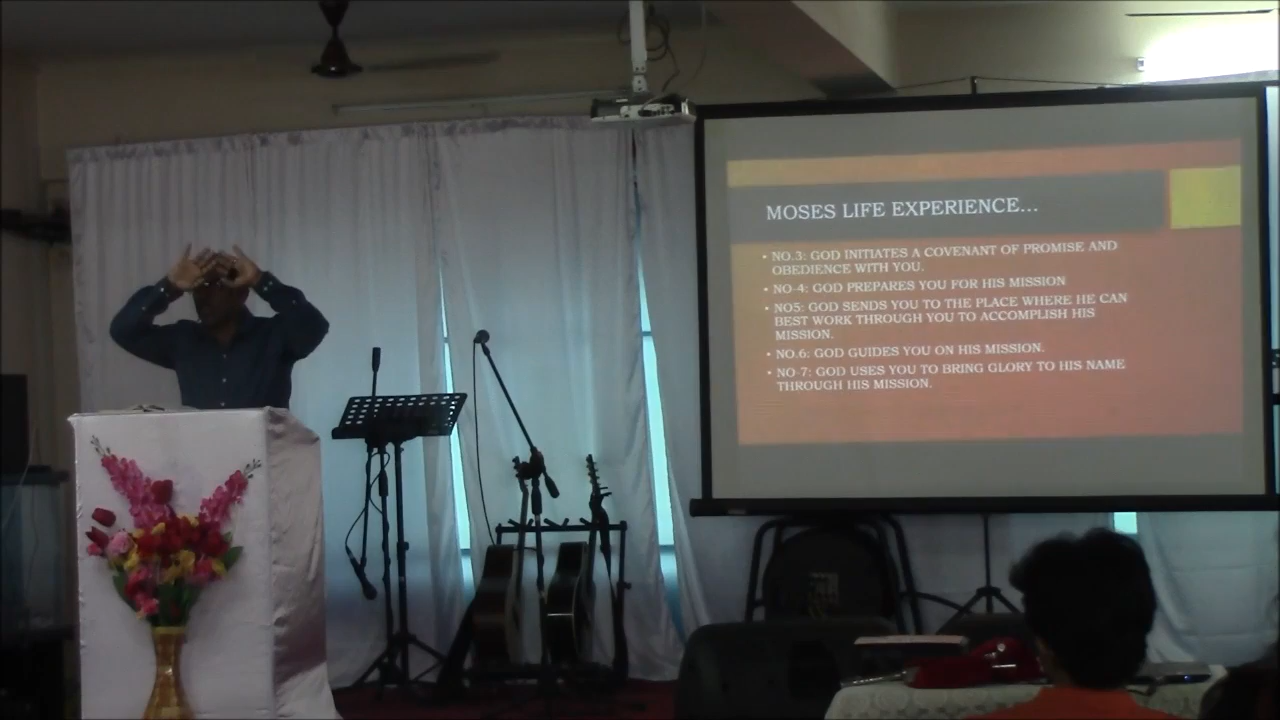 MOSES LIFE EXPERIENCE...
• NO.3: GOD INITIATES A COVENANT OF PROMISE AND
OBEDIENCE WITH YOU.
• NO-4: GOD PREPARES YOU FOR HIS MISSION
• NO5: GOD SENDS YOU TO THE PLACE WHERE HE CAN
BEST WORK THROUGH YOU TO ACCOMPLISH HIS
MISSION.
• NO.6: GOD GUIDES YOU ON HIS MISSION.
• NO-7: GOD USES YOU TO BRING GLORY TO HIS NAME
THROUGH HIS MISSION.